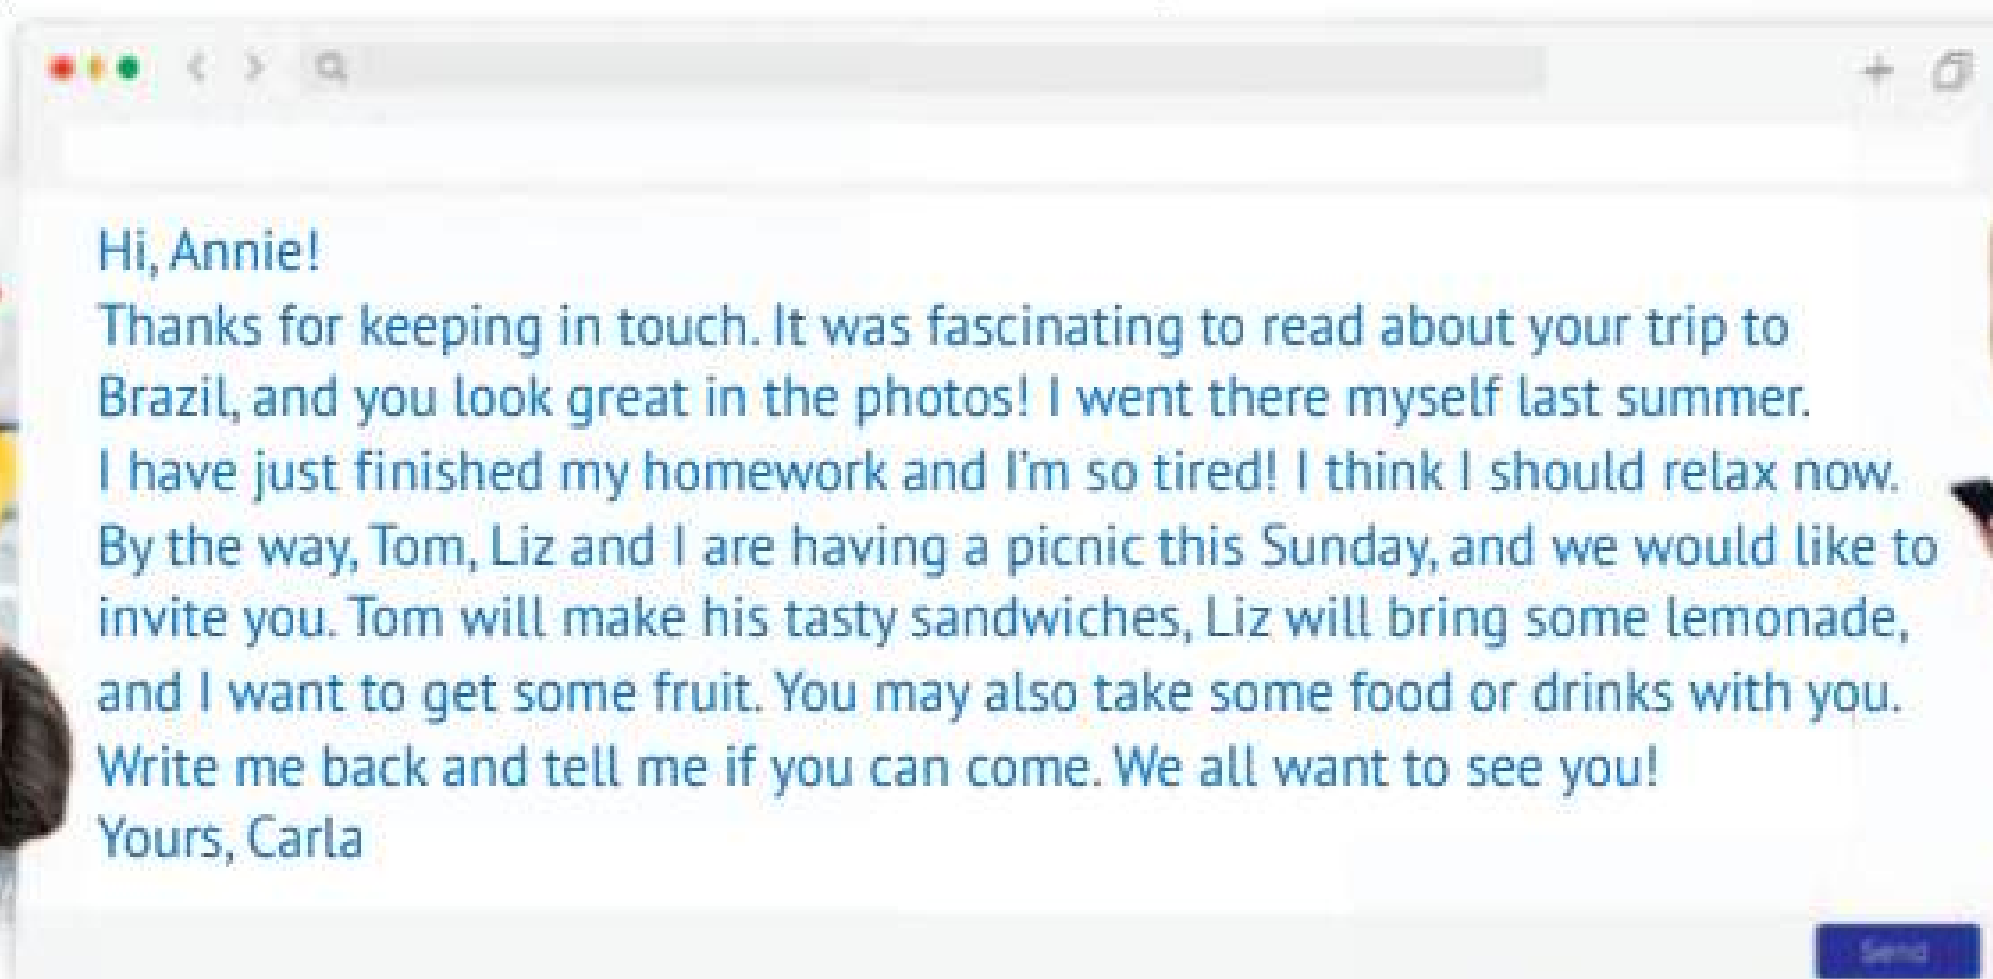 Hi, Annie!
Thanks for keeping in touch. It was fascinating to read about your trip to
Brazil, and you look great in the photos! I went there myself last summer.
I have just finished my homework and I'm so tired! I think I should relax now.
By the way, Tom, Liz and I are having a picnic this Sunday, and we would like to
invite you. Tom will make his tasty sandwiches, Liz will bring some lemonade,
and I want to get some fruit. You may also take some food or drinks with you.
Write me back and tell me if you can come. We all want to see you!
Yours, Carla
Send